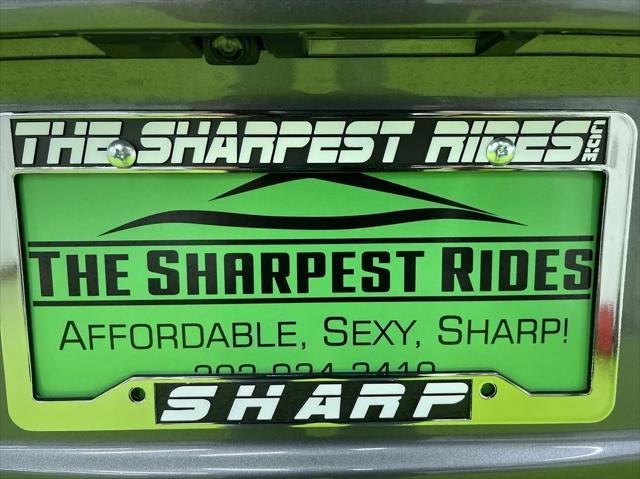 THE SHARPEST RIDES.COM
THE SHARPEST RIDES
AFFORDABLE, SEXY, SHARP!
SHARP